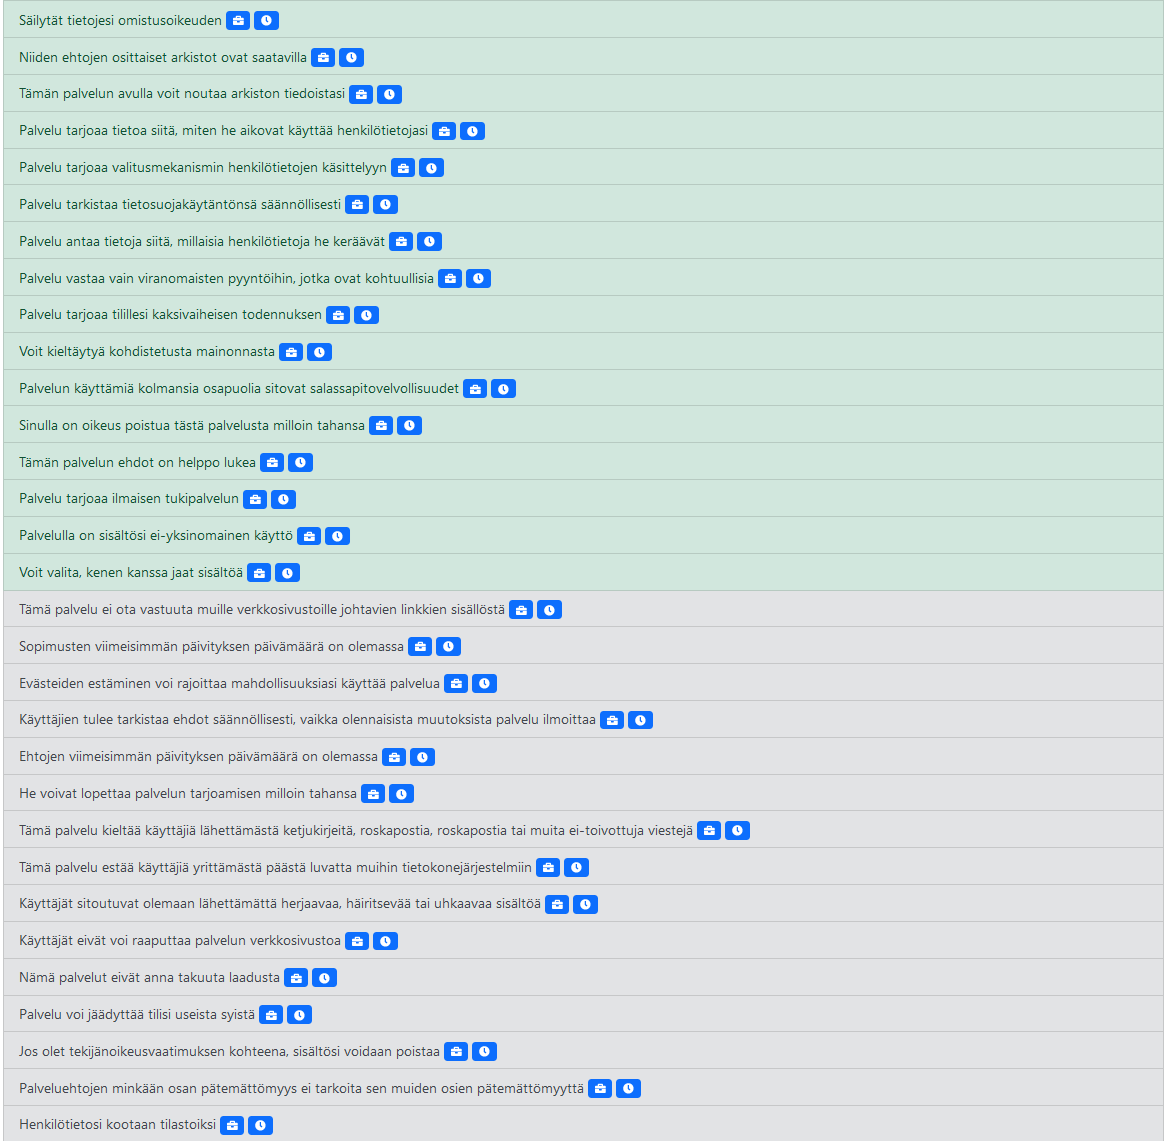 Säilytät tietojesi omistusoikeuden
Niiden ehtojen osittaiset arkistot ovat saatavilla
Tämän palvelun avulla voit noutaa arkiston tiedoistasi
Palvelu tarjoaa tietoa siitä, miten he aikovat käyttää henkilötietojasi
Palvelu tarjoaa valitusmekanismin henkilötietojen käsittelyyn
Palvelu tarkistaa tietosuojakäytäntönsä säännöllisesti
Palvelu antaa tietoja siitä, millaisia henkilötietoja he keräävät
Palvelu vastaa vain viranomaisten pyyntöihin, jotka ovat kohtuullisia
Palvelu tarjoaa tilillesi kaksivaiheisen todennuksen
Voit kieltäytyä kohdistetusta mainonnasta
Palvelun käyttämiä kolmansia osapuolia sitovat salassapitovelvollisuudet
Sinulla on oikeus poistua tästä palvelusta milloin tahansa
Tämän palvelun ehdot on helppo lukea
Palvelu tarjoaa ilmaisen tukipalvelun
Palvelulla on sisältösi ei-yksinomainen käyttö
Voit valita, kenen kanssa jaat sisältöä
Tämä palvelu ei ota vastuuta muille verkkosivustoille johtavien linkkien sisällöstä
Sopimusten viimeisimmän päivityksen päivämäärä on olemassa
Evästeiden estäminen voi rajoittaa mahdollisuuksiasi käyttää palvelua
Käyttäjien tulee tarkistaa ehdot säännöllisesti, vaikka olennaisista muutoksista palvelu ilmoittaa
Ehtojen viimeisimmän päivityksen päivämäärä on olemassa
He voivat lopettaa palvelun tarjoamisen milloin tahansa
Tämä palvelu kieltää käyttäjiä lähettämästä ketjukirjeitä, roskapostia, roskapostia tai muita ei-toivottuja viestejä
Tämä palvelu estää käyttäjiä yrittämästä päästä luvatta muihin tietokonejärjestelmiin
Käyttäjät sitoutuvat olemaan lähettämättä herjaavaa, häiritsevää tai uhkaavaa sisältöä
Käyttäjät eivät voi raaputtaa palvelun verkkosivustoa
Nämä palvelut eivät anna takuuta laadusta
Palvelu voi jäädyttää tilisi useista syistä
Jos olet tekijänoikeusvaatimuksen kohteena, sisältösi voidaan poistaa
Palveluehtojen minkään osan pätemättömyys ei tarkoita sen muiden osien pätemättömyyttä
Henkilötietosi kootaan tilastoiksi